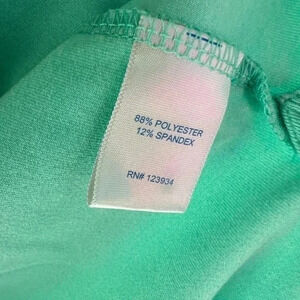 88% POLYESTER
12% SPANDEX
RN# 123934